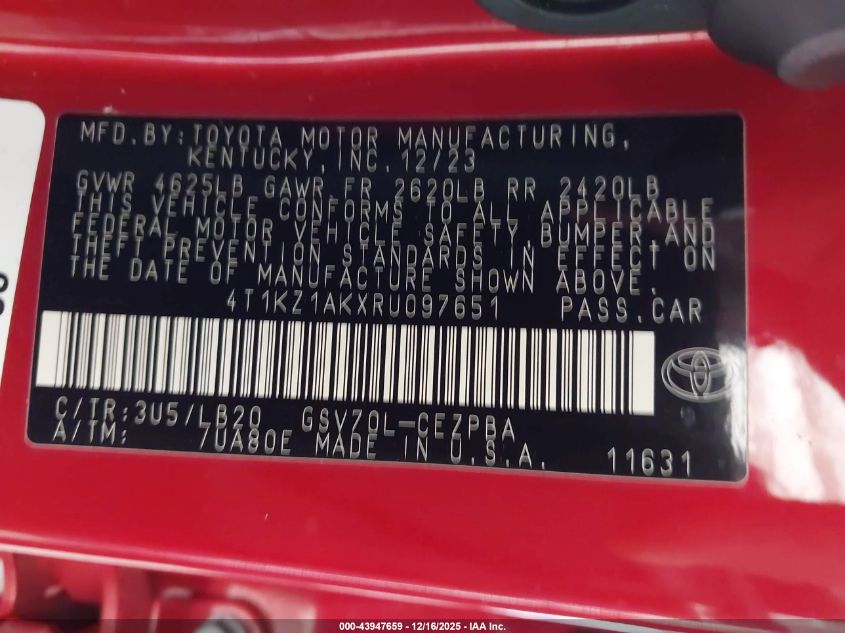 MFD.BY:TOYOTA MOTOR MANUFACTURING,
KENTUCKY,INC.12/23
GVWR 4625LB GAWR FR 2620LB RR 2420LB
THIS VEHICLE CONFORMS TO ALL APPLICABLE
FEDERAL MOTOR VEHICLE SAFETY,BUMPER,AND
THEFT PREVENTION STANDARDS IN EFFECT ON
THE DATE OF MANUFACTURE SHOWN ABOVE.
4T1KZ1AKXRU097651 PASS.CAR
C/TR:3U5/LB20 GSV70L-CEZPBA
A/TM: /UA80E MADE IN U.S.A. 11631
000-43947659 - 12/16/2025 - IAA Inc.